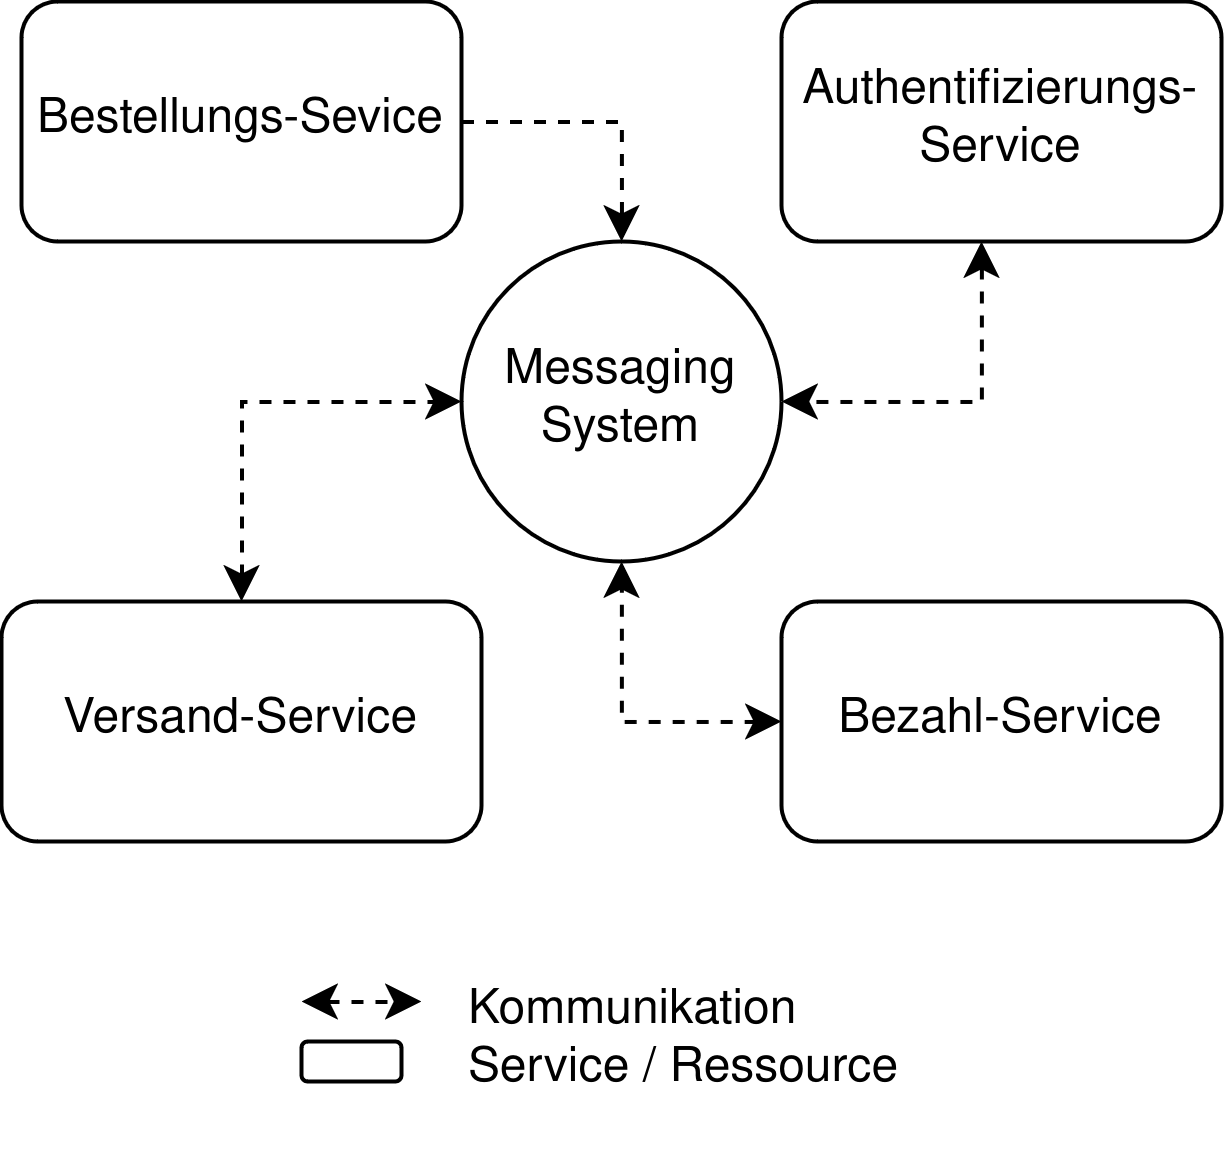 Bestellungs-Sevice
Authentifizierungs-
Service
Messaging
System
Versand-Service
Bezahl-Service
Kommunikation
Service / Ressource